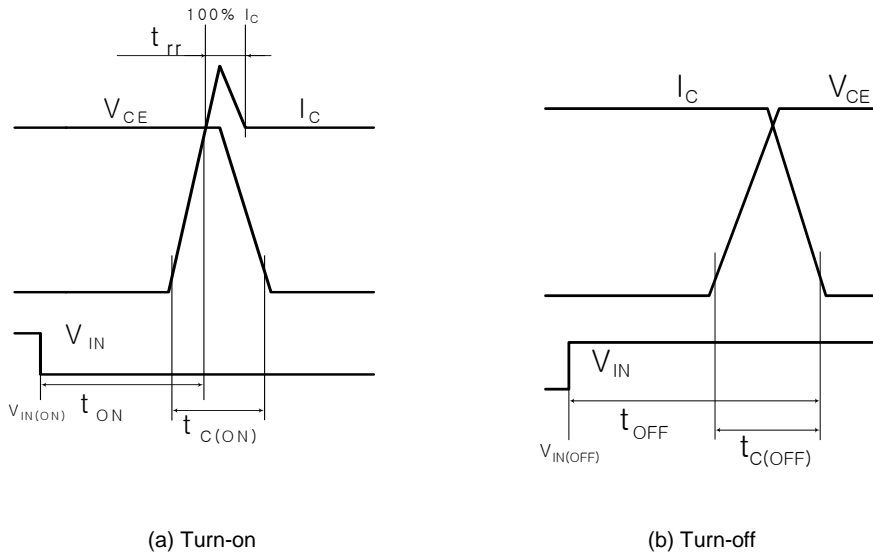 100% I_C
t_rr
V_CE
I_C
V_IN
V_IN(ON)
t_ON
t_C(ON)
(a) Turn-on
I_C
V_CE
V_IN
V_IN(OFF)
t_OFF
t_C(OFF)
(b) Turn-off